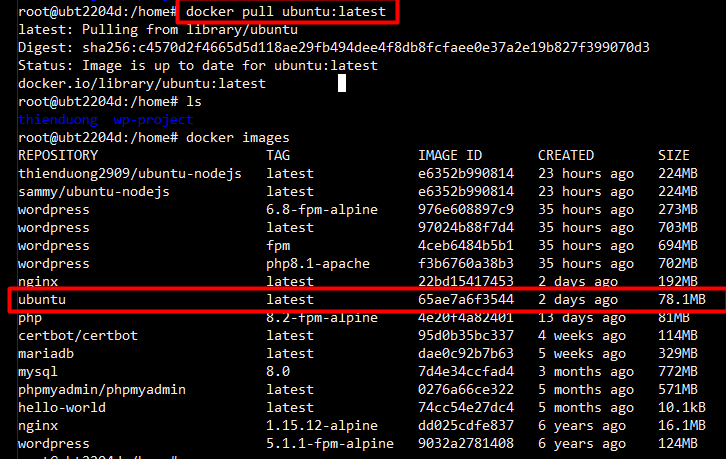 root@ubt2204d:/home# docker pull ubuntu:latest
latest: Pulling from library/ubuntu
Digest: sha256:c4570d2f4665d5d118ae29fb494dee4f8db8fcfaee0e37a2e19b827f399070d3
Status: Image is up to date for ubuntu:latest
docker.io/library/ubuntu:latest
root@ubt2204d:/home# ls
thienduong wp-project
root@ubt2204d:/home# docker images
REPOSITORY TAG IMAGE ID CREATED SIZE
thienduong2909/ubuntu-nodejs latest e6352b990814 23 hours ago 224MB
sammy/ubuntu-nodejs latest e6352b990814 23 hours ago 224MB
wordpress 6.8-fpm-alpine 976e608897c9 35 hours ago 273MB
wordpress latest 97024b88f7d4 35 hours ago 703MB
wordpress fpm 4ceb6484b5b1 35 hours ago 694MB
wordpress php8.1-apache f3b6760a38b3 35 hours ago 702MB
nginx latest 22bd15417453 2 days ago 192MB
ubuntu latest 65ae7a6f3544 2 days ago 78.1MB
php 8.2-fpm-alpine 4e20f4a82401 13 days ago 81MB
certbot/certbot latest 95d0b35bc337 4 weeks ago 114MB
mariadb latest dae0c92b7b63 5 weeks ago 329MB
mysql 8.0 7d4e34ccfad4 3 months ago 772MB
phpmyadmin/phpmyadmin latest 0276a66ce322 5 months ago 571MB
hello-world latest 74cc54e27dc4 5 months ago 10.1kB
nginx 1.15.12-alpine dd025cdfe837 6 years ago 16.1MB
wordpress 5.1.1-fpm-alpine 9032a2781408 6 years ago 124MB